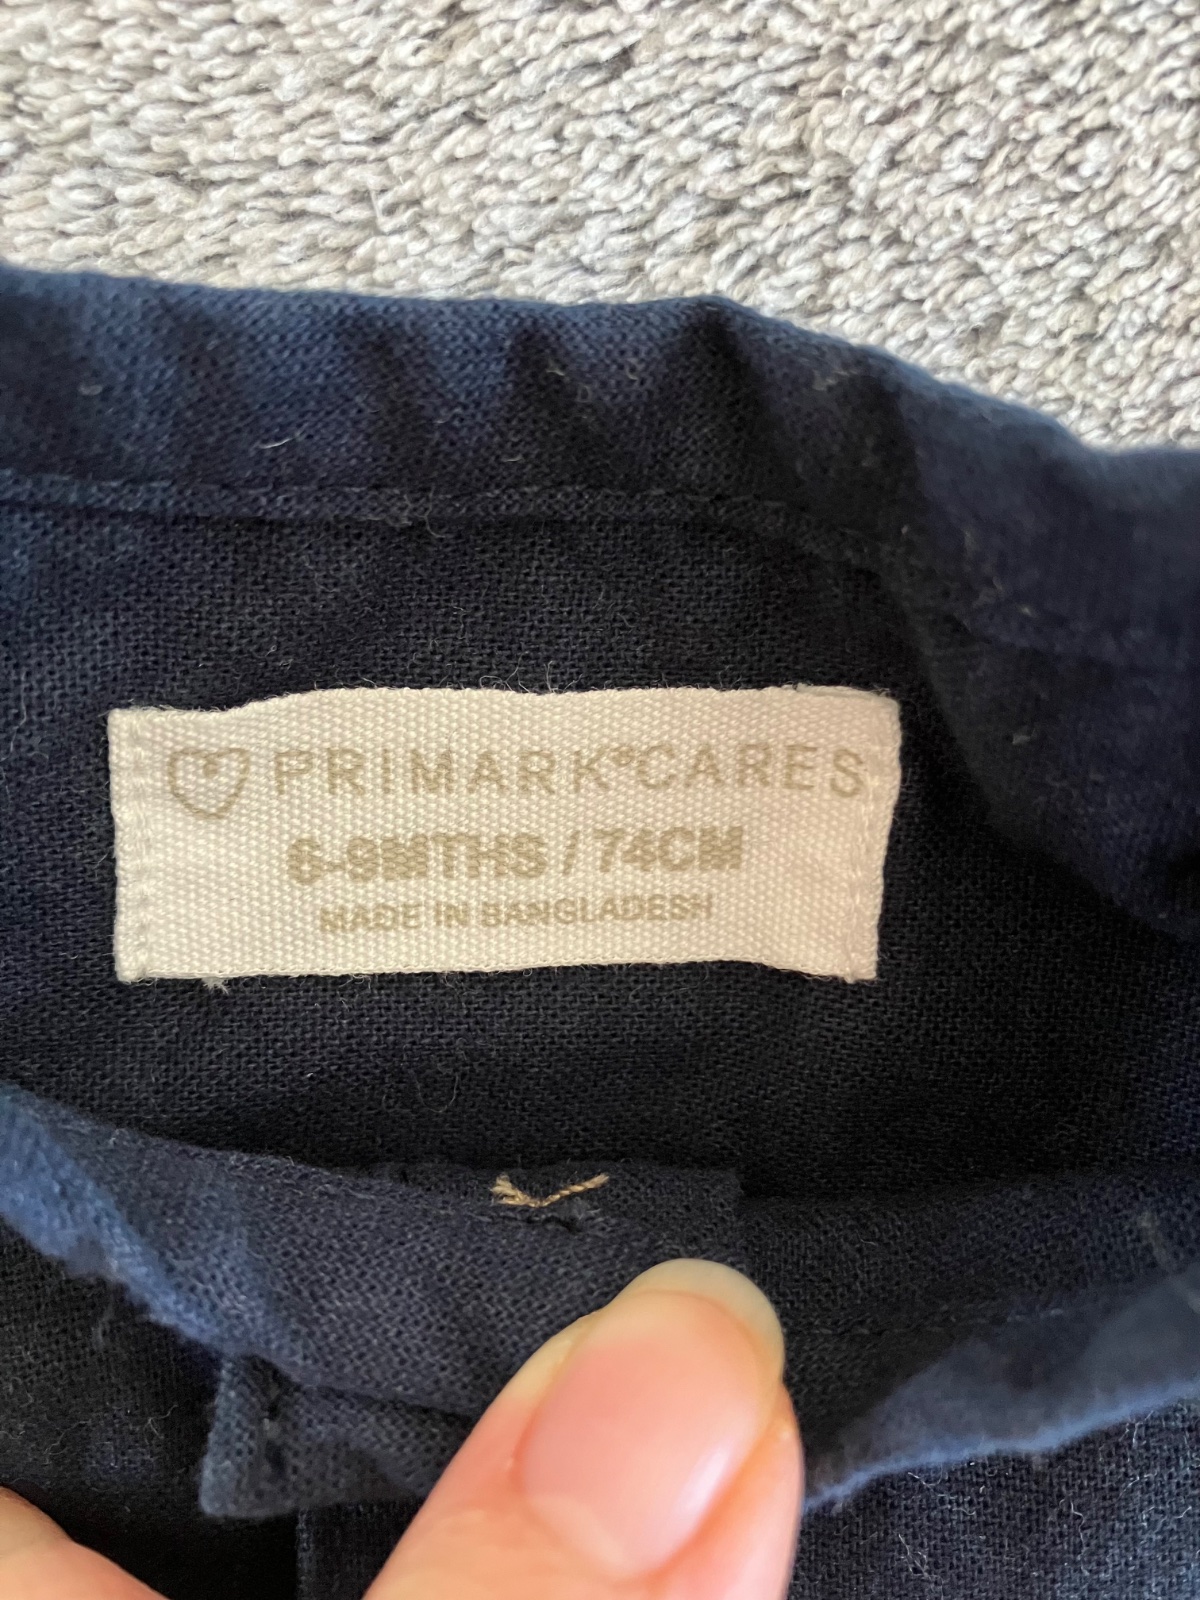 PRIMARK®CARES
6-9MTHS / 74CM
MADE IN BANGLADESH